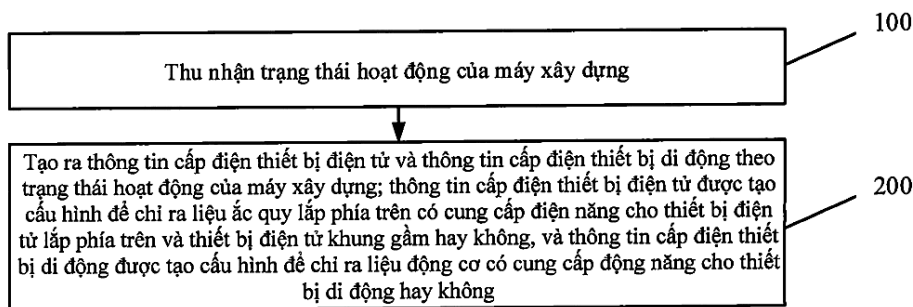 100
Thu nhận trạng thái hoạt động của máy xây dựng
Tạo ra thông tin cấp điện thiết bị điện tử và thông tin cấp điện thiết bị di động theo
trạng thái hoạt động của máy xây dựng; thông tin cấp điện thiết bị điện tử được tạo
cấu hình để chỉ ra liệu ắc quy lắp phía trên có cung cấp điện năng cho thiết bị điện
tử lắp phía trên và thiết bị điện tử khung gầm hay không, và thông tin cấp điện thiết
bị di động được tạo cấu hình để chỉ ra liệu động cơ có cung cấp động năng cho thiết
bị di động hay không
200